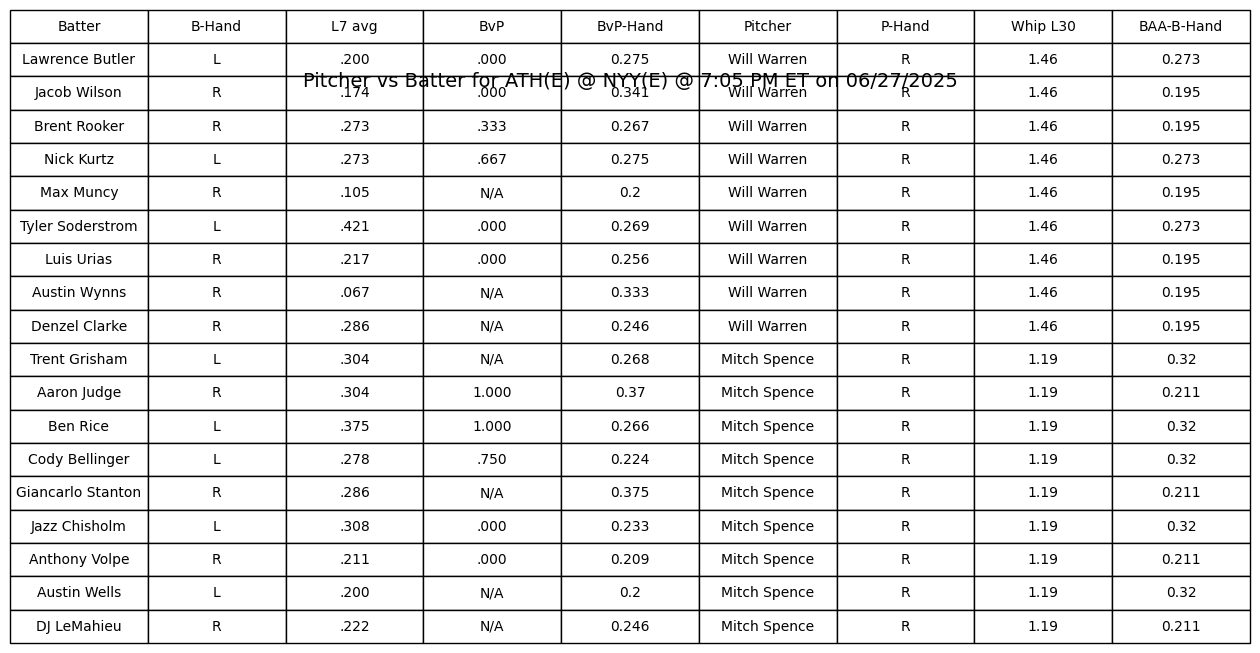 Batter B-Hand L7 avg BvP BvP-Hand Pitcher P-Hand Whip L30 BAA-B-Hand
Lawrence Butler L .200 .000 0.275 Will Warren R 1.46 0.273
Pitcher vs Batter for ATH(E) @ NYY(E) @ 7:05 PM ET on 06/27/2025
Jacob Wilson R .174 .000 0.341 Will Warren R 1.46 0.195
Brent Rooker R .273 .333 0.267 Will Warren R 1.46 0.195
Nick Kurtz L .273 .667 0.275 Will Warren R 1.46 0.273
Max Muncy R .105 N/A 0.2 Will Warren R 1.46 0.195
Tyler Soderstrom L .421 .000 0.269 Will Warren R 1.46 0.273
Luis Urias R .217 .000 0.256 Will Warren R 1.46 0.195
Austin Wynns R .067 N/A 0.333 Will Warren R 1.46 0.195
Denzel Clarke R .286 N/A 0.246 Will Warren R 1.46 0.195
Trent Grisham L .304 N/A 0.268 Mitch Spence R 1.19 0.32
Aaron Judge R .304 1.000 0.37 Mitch Spence R 1.19 0.211
Ben Rice L .375 1.000 0.266 Mitch Spence R 1.19 0.32
Cody Bellinger L .278 .750 0.224 Mitch Spence R 1.19 0.32
Giancarlo Stanton R .286 N/A 0.375 Mitch Spence R 1.19 0.211
Jazz Chisholm L .308 .000 0.233 Mitch Spence R 1.19 0.32
Anthony Volpe R .211 .000 0.209 Mitch Spence R 1.19 0.211
Austin Wells L .200 N/A 0.2 Mitch Spence R 1.19 0.32
DJ LeMahieu R .222 N/A 0.246 Mitch Spence R 1.19 0.211